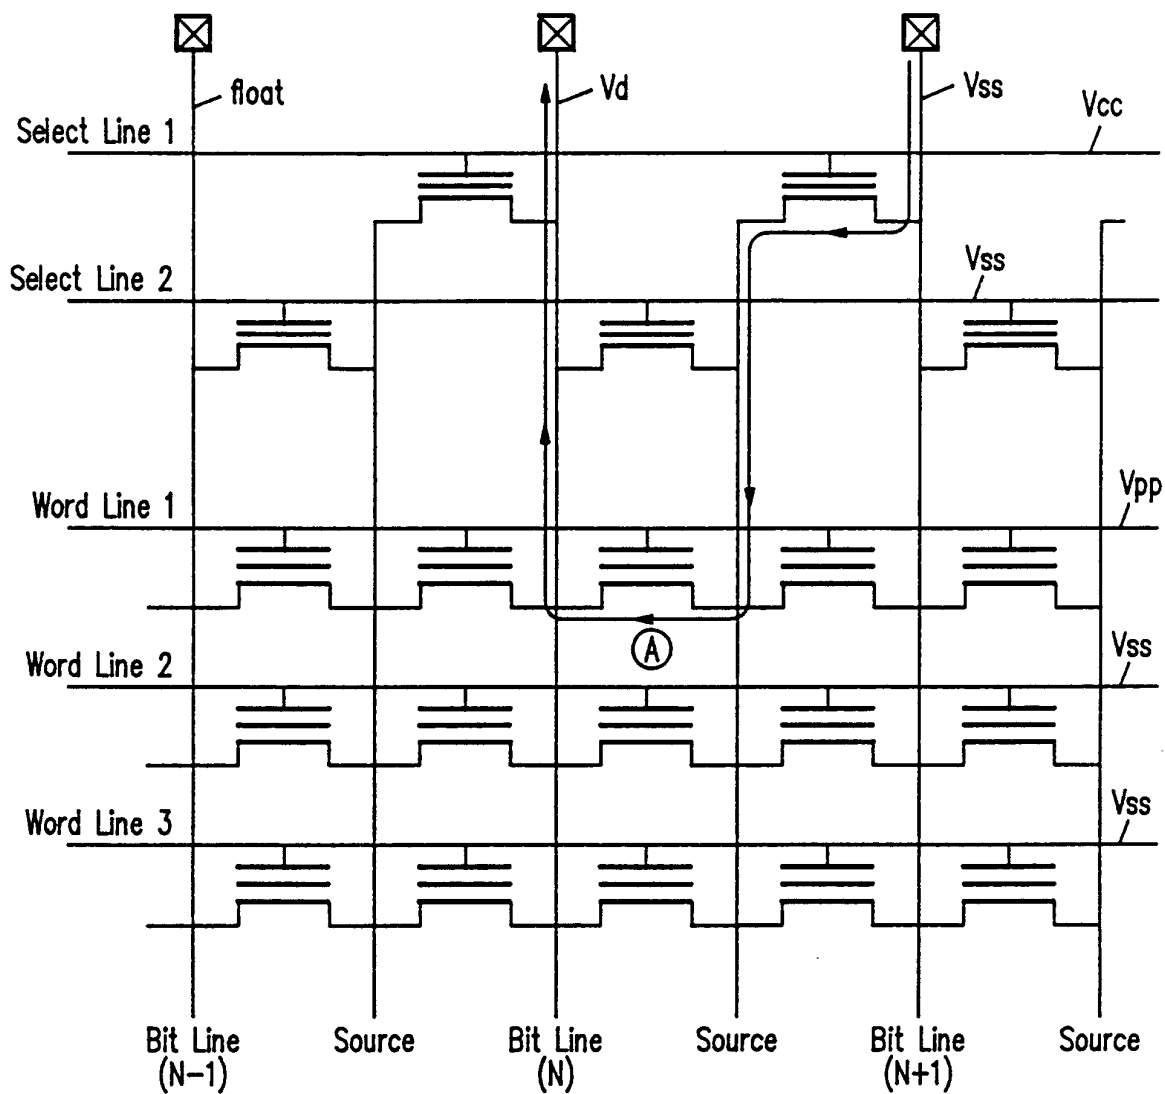 float
Vd
Vss
Vcc
Select Line 1
Select Line 2
Vss
Word Line 1
Vpp
A
Word Line 2
Vss
Word Line 3
Vss
Bit Line
(N-1)
Source
Bit Line
(N)
Source
Bit Line
(N+1)
Source